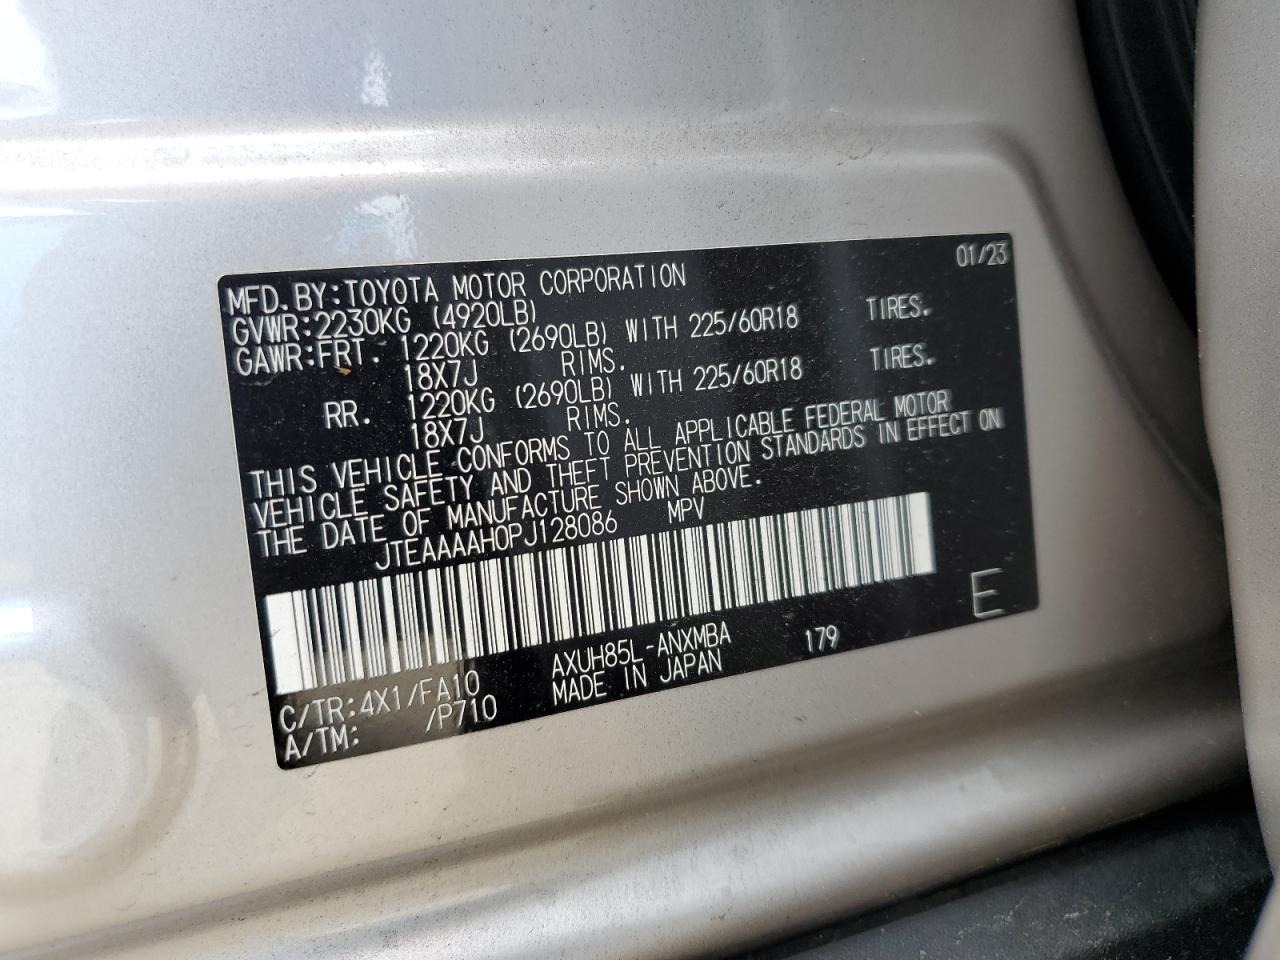 MFD.BY:TOYOTA MOTOR CORPORATION 01/23
GVWR:2230KG (4920LB)
GAWR:FRT. 1220KG (2690LB) WITH 225/60R18 TIRES.
18X7J RIMS.
RR. 1220KG (2690LB) WITH 225/60R18 TIRES.
18X7J RIMS.
THIS VEHICLE CONFORMS TO ALL APPLICABLE FEDERAL MOTOR
VEHICLE SAFETY AND THEFT PREVENTION STANDARDS IN EFFECT ON
THE DATE OF MANUFACTURE SHOWN ABOVE.
JTEAAAAH0PJ128086 MPV
E
C/TR:4X1/FA10 AXUH85L-ANXMBA 179
A/TM: /P710 MADE IN JAPAN